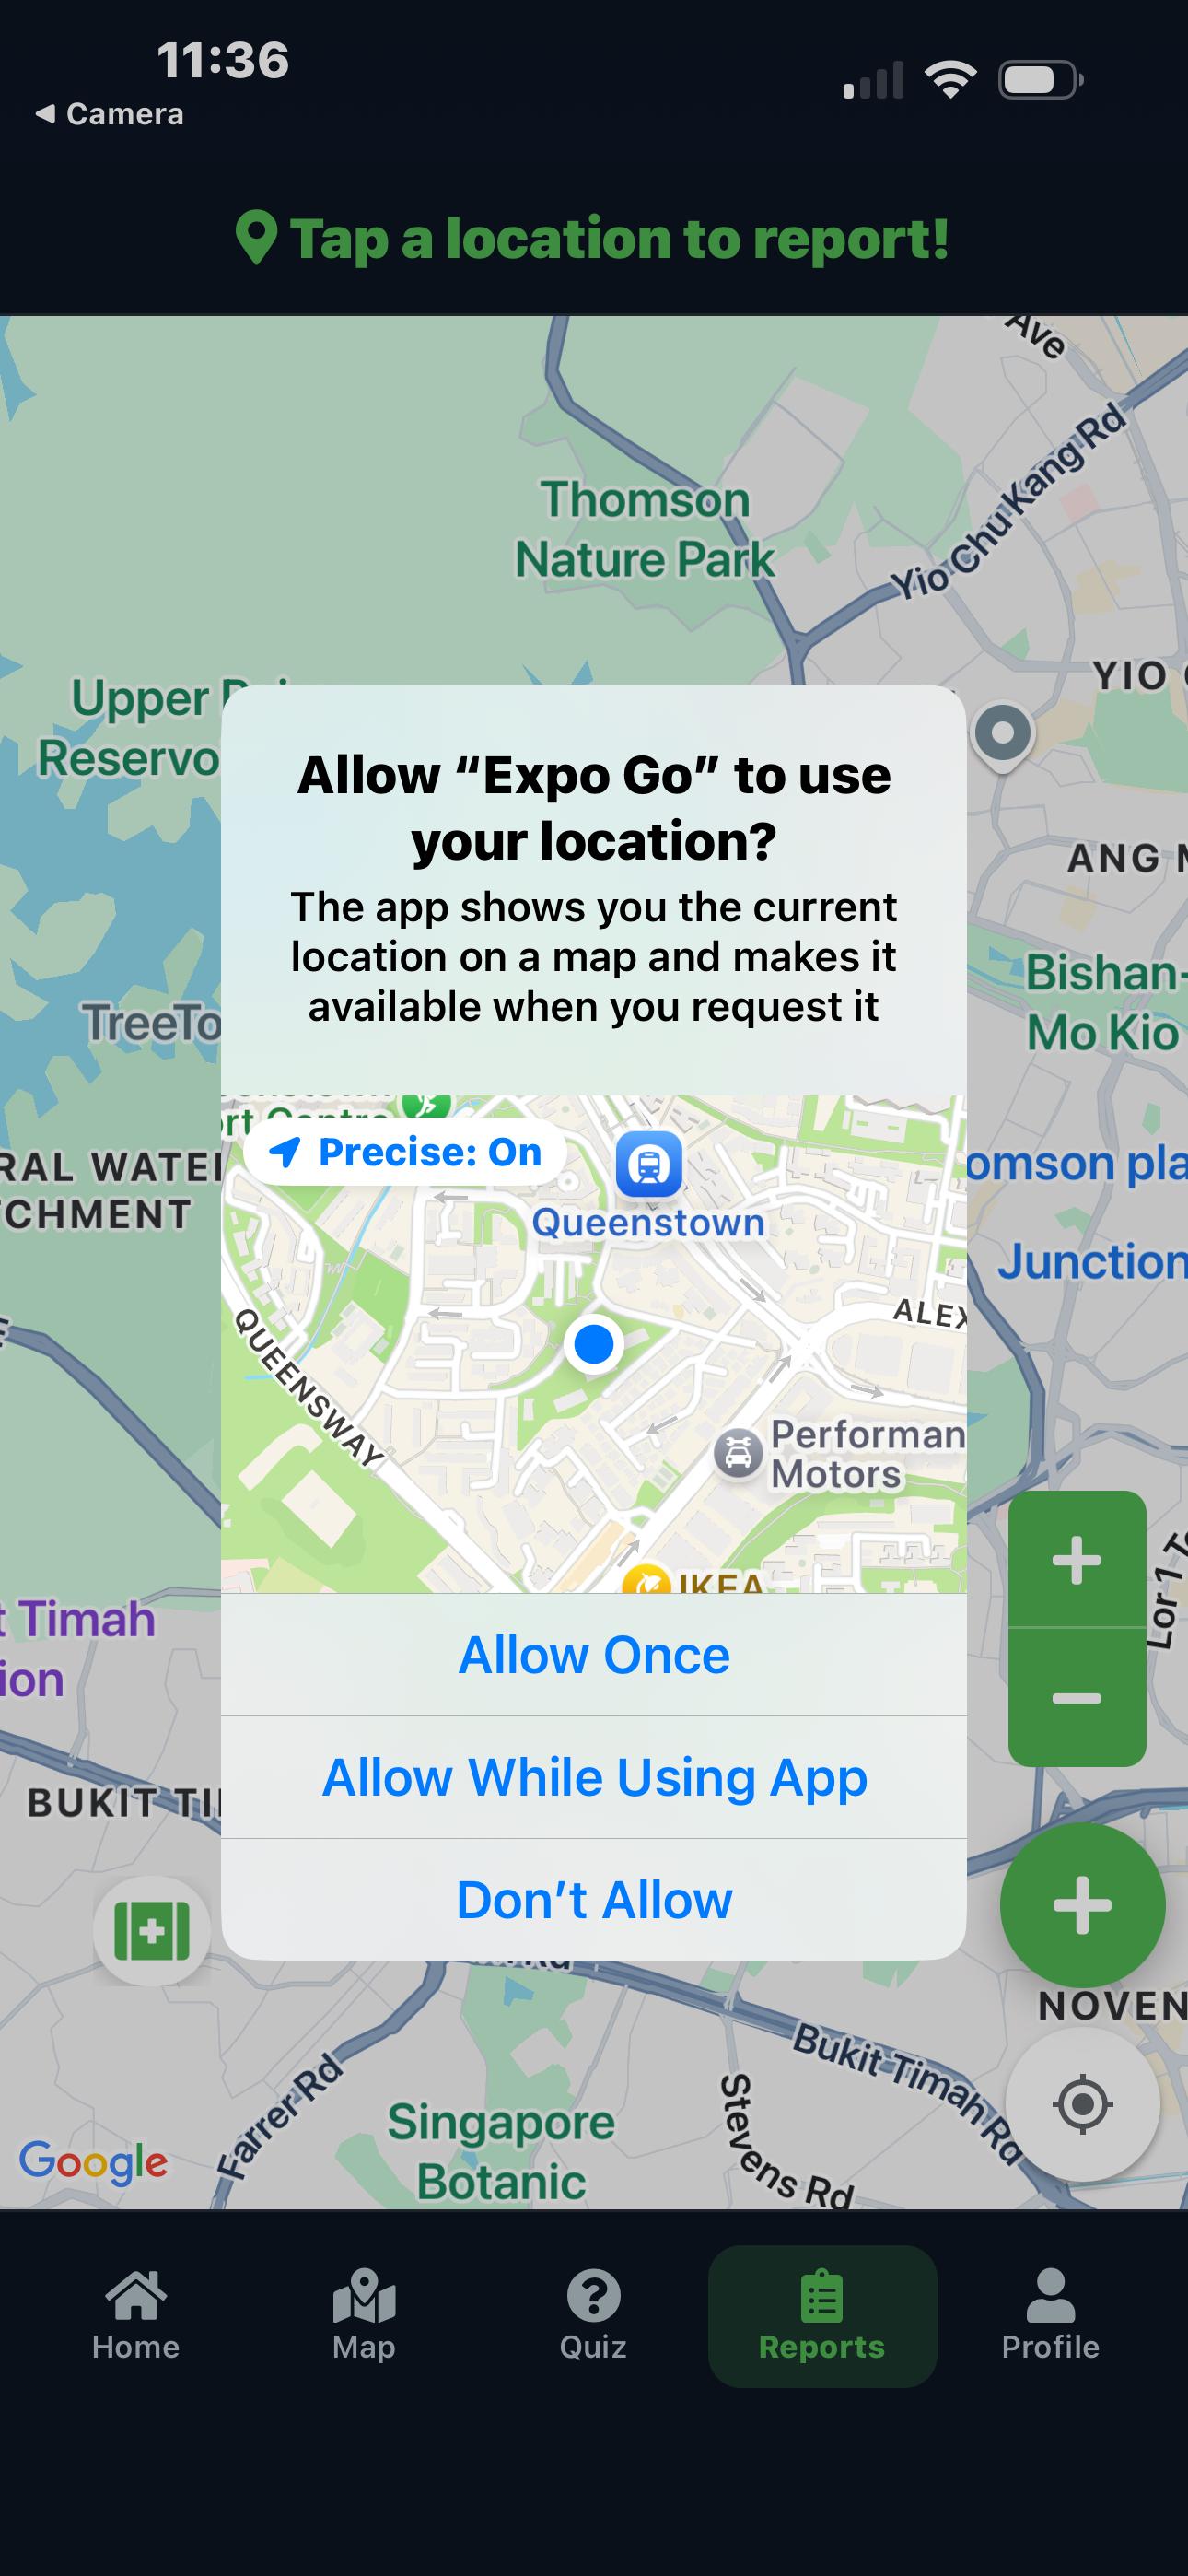 11:36
Camera
Tap a location to report!
Ave
Yio Chu Kang Rd
Thomson
Nature Park
YIO
Upper
Reservo
Allow “Expo Go” to use
your location?
The app shows you the current
location on a map and makes it
available when you request it
ANG
Bishan-
Mo Kio
TreeTo
RAL WATE
CHMENT
omson pla
Junction
Precise: On
Queenstown
QUEENSWAY
ALEX
Performan
Motors
IKEA
Allow Once
Allow While Using App
Don’t Allow
t Timah
ion
Lor 1
BUKIT TI
NOVEN
Bukit Timah Rd
Farrer Rd
Stevens Rd
Singapore
Botanic
Google
Home
Map
Quiz
Reports
Profile